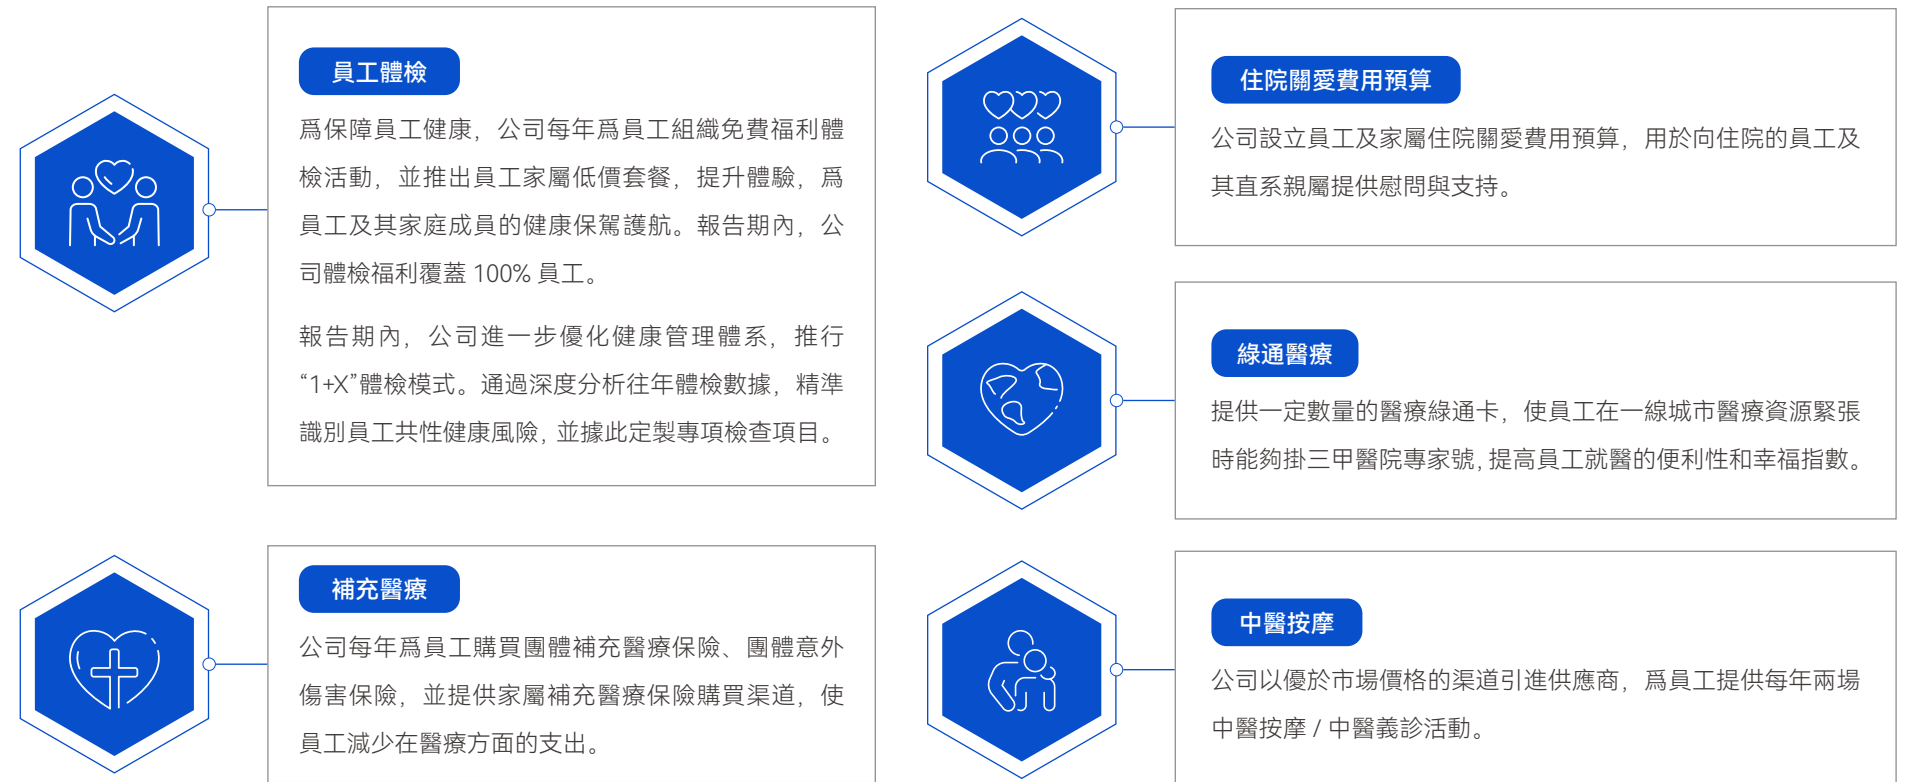 員工體檢
爲保障員工健康，公司每年爲員工組織免費福利體
檢活動，並推出員工家屬低價套餐，提升體驗，爲
員工及其家庭成員的健康保駕護航。報告期內，公
司體檢福利覆蓋 100% 員工。
報告期內，公司進一步優化健康管理體系，推行
“1+X”體檢模式。通過深度分析往年體檢數據，精準
識別員工共性健康風險，並據此定製專項檢查項目。
補充醫療
公司每年爲員工購買團體補充醫療保險、團體意外
傷害保險，並提供家屬補充醫療保險購買渠道，使
員工減少在醫療方面的支出。
住院關愛費用預算
公司設立員工及家屬住院關愛費用預算，用於向住院的員工及
其直系親屬提供慰問與支持。
綠通醫療
提供一定數量的醫療綠通卡，使員工在一線城市醫療資源緊張
時能夠掛三甲醫院專家號，提高員工就醫的便利性和幸福指數。
中醫按摩
公司以優於市場價格的渠道引進供應商，爲員工提供每年兩場
中醫按摩 / 中醫義診活動。